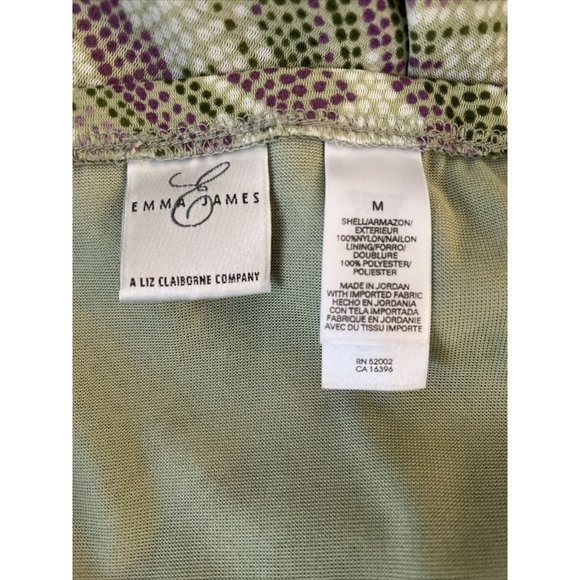 E
EMMA JAMES
A LIZ CLAIBORNE COMPANY
M
SHELL/ARMAZON/
EXTERIEUR
100%NYLON/NAILON
LINING/FORRO/
DOUBLURE
100% POLYESTER/
POLIESTER
MADE IN JORDAN
WITH IMPORTED FABRIC
HECHO EN JORDANIA
CON TELA IMPORTADA
FABRIQUE EN JORDANIE
AVEC DU TISSU IMPORTE
RN 52002
CA 16396